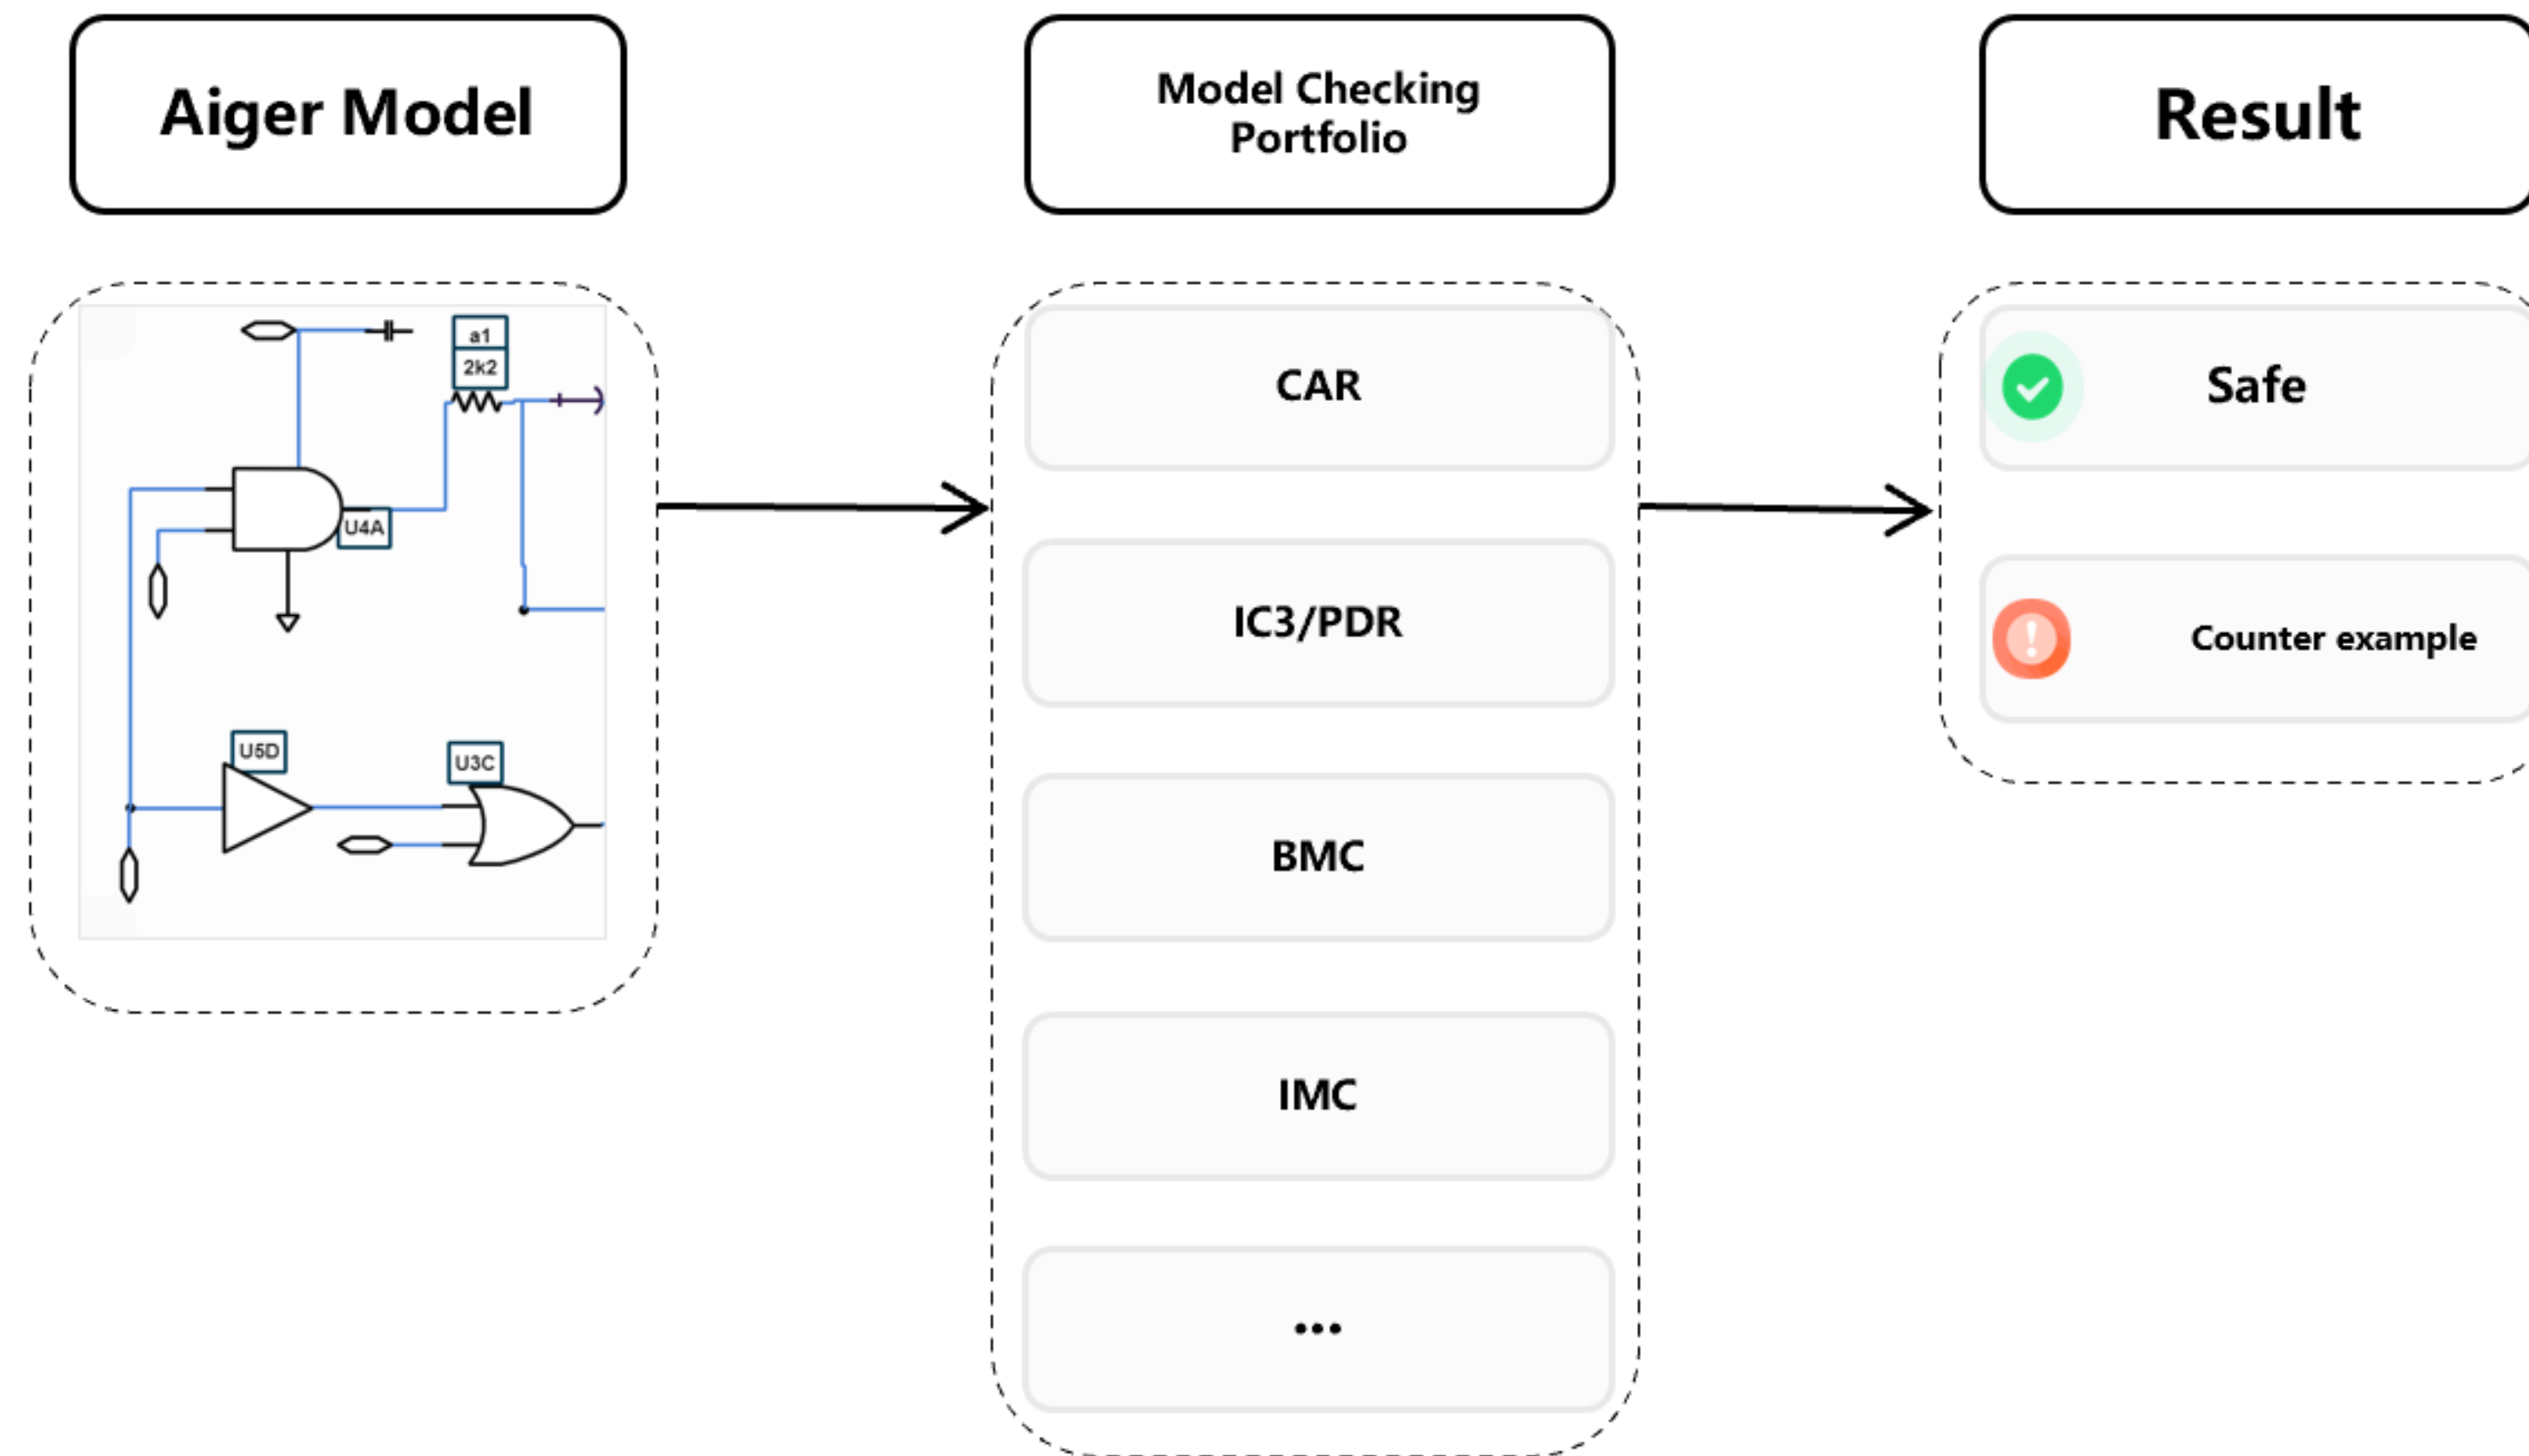 Aiger Model
Model Checking
Portfolio
Result
a1
2k2
U4A
U5D
U3C
CAR
IC3/PDR
BMC
IMC
...
Safe
Counter example